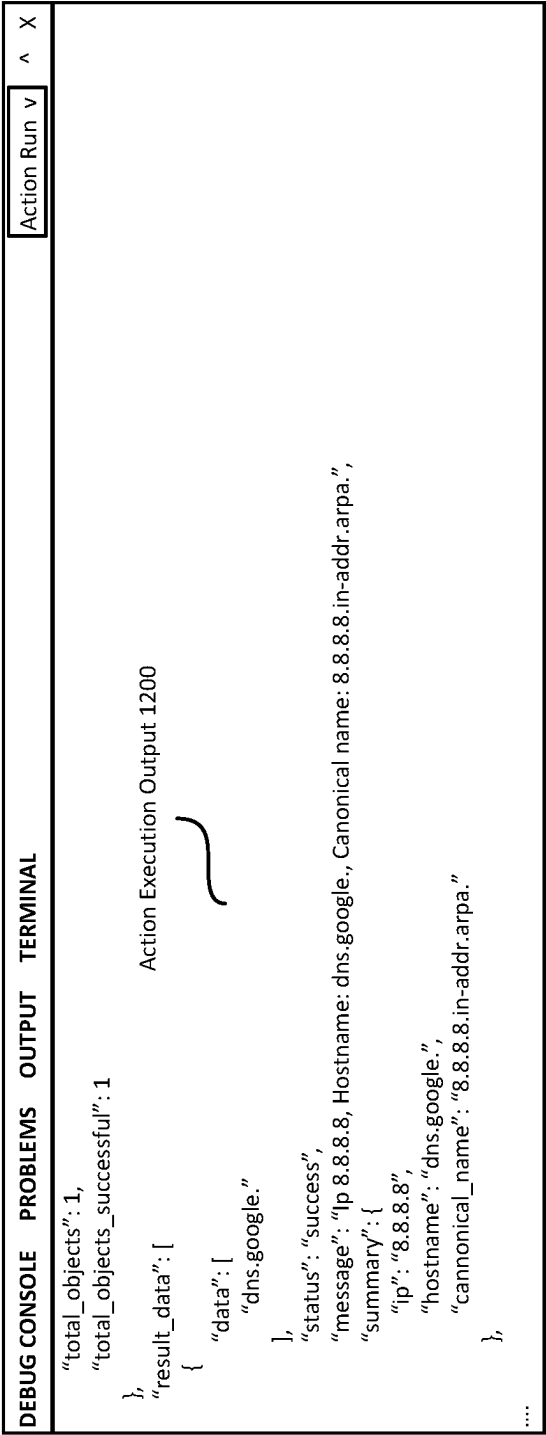 DEBUG CONSOLE PROBLEMS OUTPUT TERMINAL Action Run v ^ X
“total_objects”: 1,
“total_objects_successful”: 1
},
“result_data”: [
Action Execution Output 1200
{
“data”: [
“dns.google.”
],
“status”: “success”,
“message”: “Ip 8.8.8.8, Hostname: dns.google., Canonical name: 8.8.8.8.in-addr.arpa.”,
“summary”: {
“ip”: “8.8.8.8”,
“hostname”: “dns.google.”,
“cannonical_name”: “8.8.8.8.in-addr.arpa.”
},
....